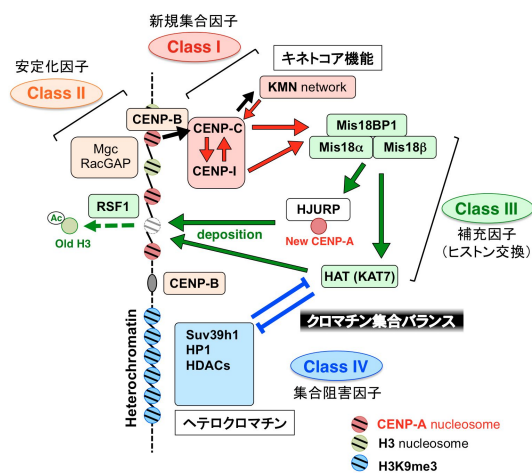 新規集合因子
Class I
安定化因子
Class II
キネトコア機能
KMN network
CENP-B
CENP-C
CENP-I
Mgc
RacGAP
Mis18BP1
Mis18α
Mis18β
RSF1
Ac
Old H3
deposition
HJURP
New CENP-A
Class III
補充因子
(ヒストン交換)
CENP-B
HAT (KAT7)
クロマチン集合バランス
Heterochromatin
Suv39h1
HP1
HDACs
Class IV
集合阻害因子
ヘテロクロマチン
CENP-A nucleosome
H3 nucleosome
H3K9me3